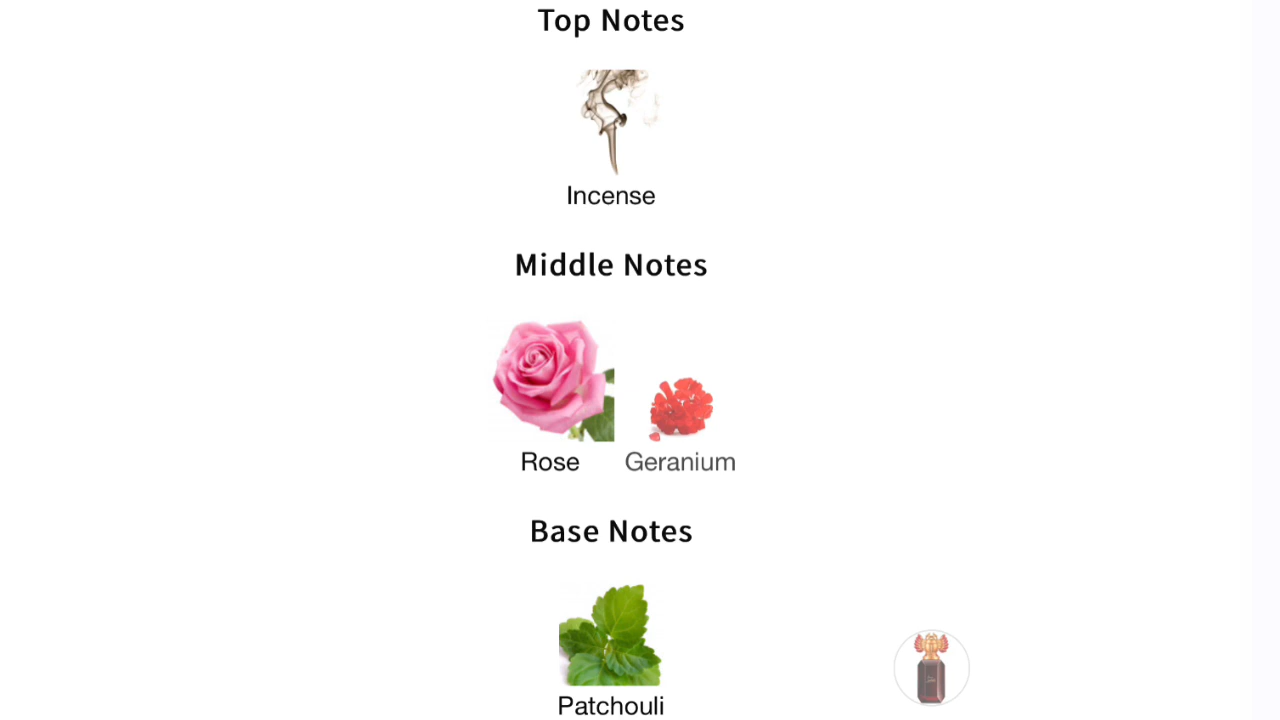 Top Notes
Incense
Middle Notes
Rose Geranium
Base Notes
Patchouli